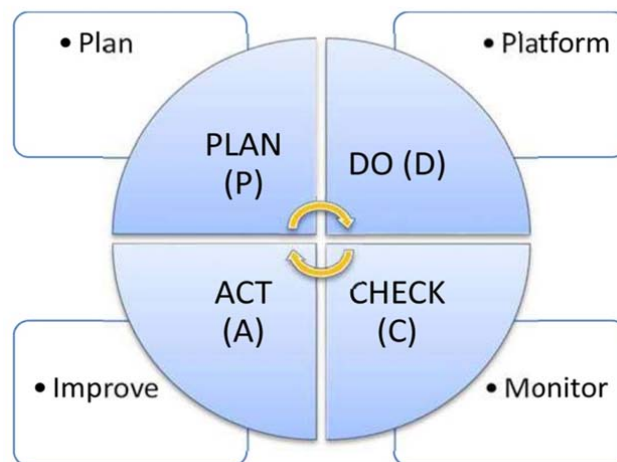 • Plan
• Platform
PLAN
(P)
DO (D)
ACT
(A)
CHECK
(C)
• Improve
• Monitor